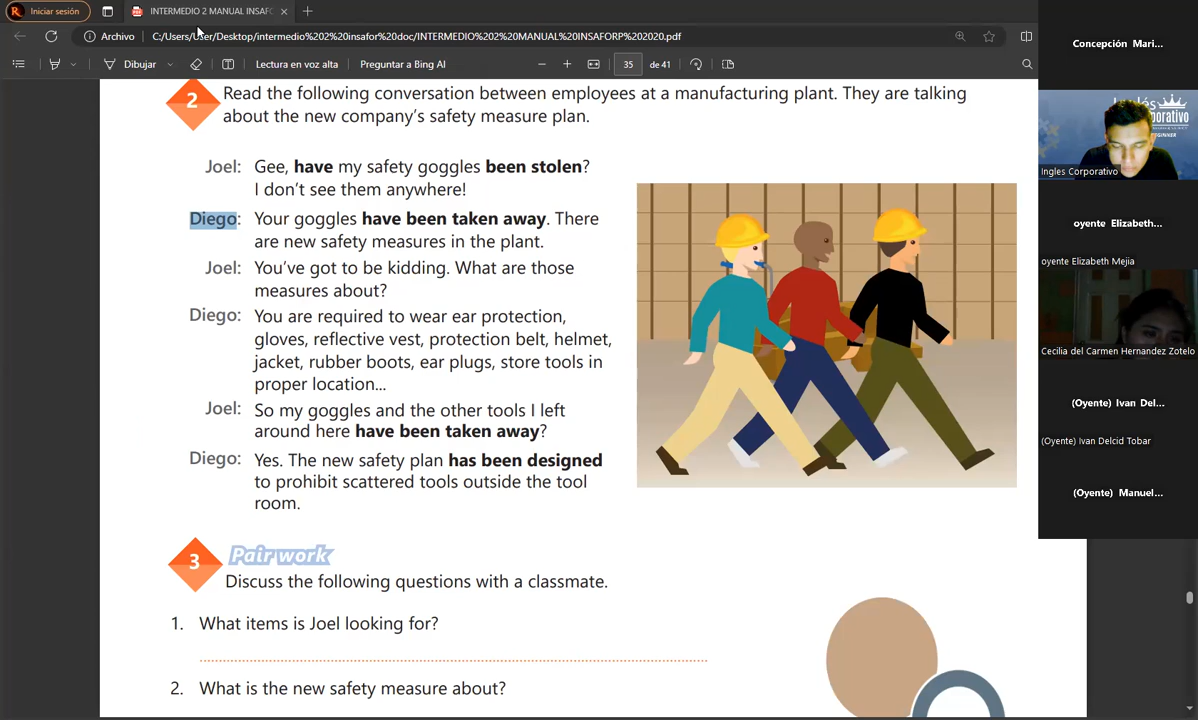 Iniciar sesión
INTERMEDIO 2 MANUAL INSAFO
Archivo
C:/Users/User/Desktop/intermedio%202%20insafor%20doc/INTERMEDIO%202%20MANUAL%20INSAFORP%202020.pdf
Dibujar
Lectura en voz alta
Preguntar a Bing AI
35
de 41
2
Read the following conversation between employees at a manufacturing plant. They are talking
about the new company's safety measure plan.
Joel: Gee, have my safety goggles been stolen?
I don't see them anywhere!
Diego: Your goggles have been taken away. There
are new safety measures in the plant.
Joel: You've got to be kidding. What are those
measures about?
Diego: You are required to wear ear protection,
gloves, reflective vest, protection belt, helmet,
jacket, rubber boots, ear plugs, store tools in
proper location...
Joel: So my goggles and the other tools I left
around here have been taken away?
Diego: Yes. The new safety plan has been designed
to prohibit scattered tools outside the tool
room.
3
Pair work
Discuss the following questions with a classmate.
1. What items is Joel looking for?
2. What is the new safety measure about?
Concepción Mari...
Ingles Corporativo
oyente Elizabeth...
oyente Elizabeth Mejia
Cecilia del Carmen Hernandez Zotelo
(Oyente) Ivan Del...
(Oyente) Ivan Delcid Tobar
(Oyente) Manuel...